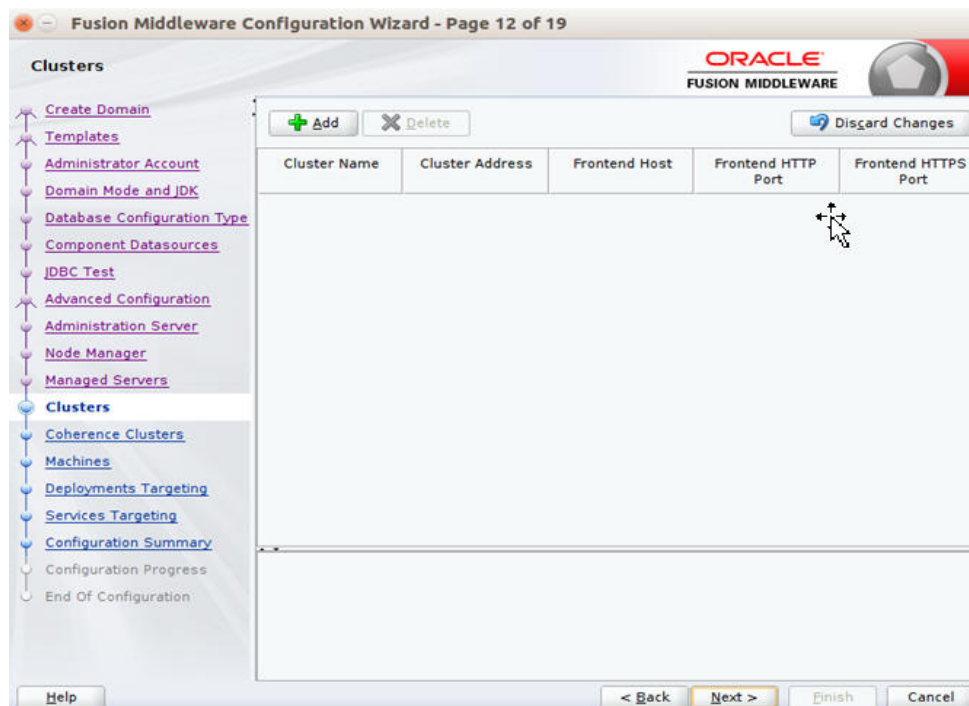 Fusion Middleware Configuration Wizard - Page 12 of 19
Clusters
ORACLE
FUSION MIDDLEWARE
Create Domain
Templates
Administrator Account
Domain Mode and JDK
Database Configuration Type
Component Datasources
JDBC Test
Advanced Configuration
Administration Server
Node Manager
Managed Servers
Clusters
Coherence Clusters
Machines
Deployments Targeting
Services Targeting
Configuration Summary
Configuration Progress
End Of Configuration
Add Delete Discard Changes
Cluster Name Cluster Address Frontend Host Frontend HTTP Port Frontend HTTPS Port
Help < Back Next > Finish Cancel